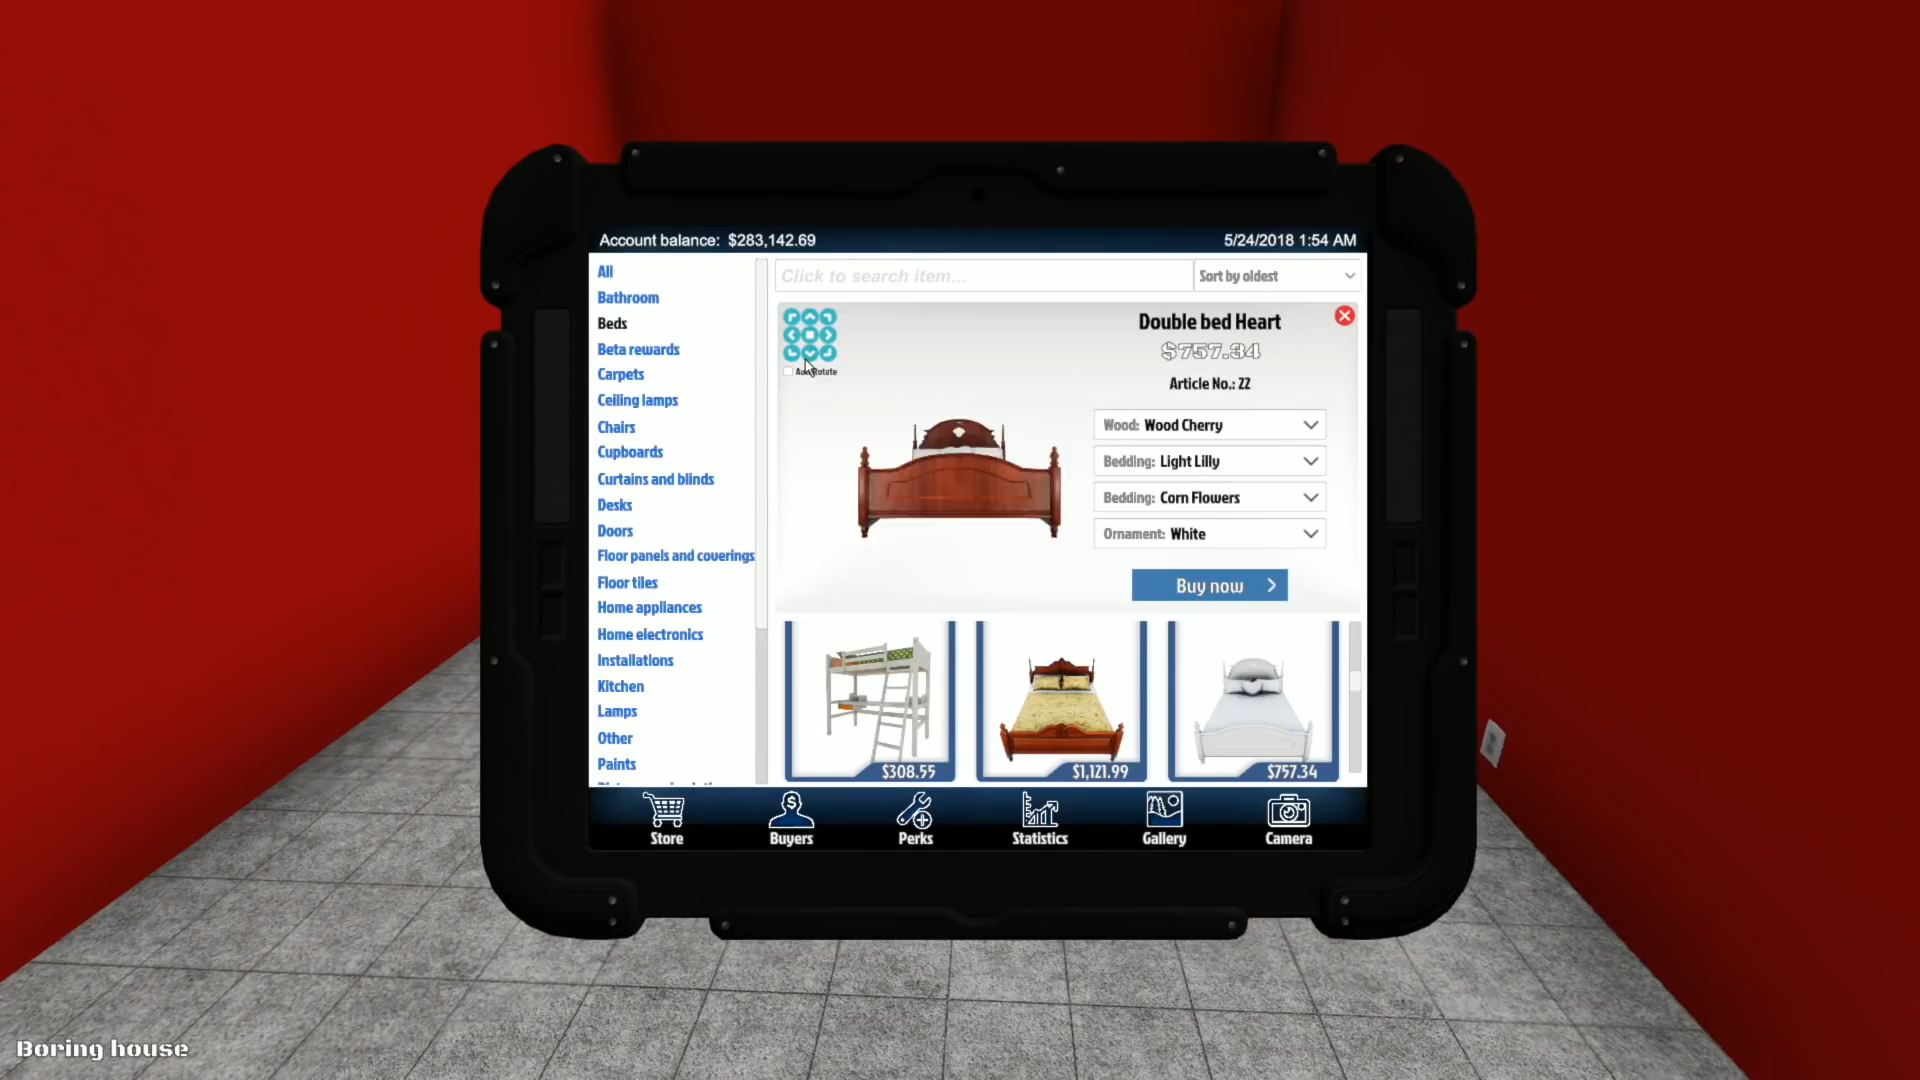 Account balance: $283,142.69
5/24/2018 1:54 AM
All
Bathroom
Beds
Beta rewards
Carpets
Ceiling lamps
Chairs
Cupboards
Curtains and blinds
Desks
Doors
Floor panels and coverings
Floor tiles
Home appliances
Home electronics
Installations
Kitchen
Lamps
Other
Paints
Click to search item...
Sort by oldest
Double bed Heart
$757.34
Article No.: 22
Wood: Wood Cherry
Bedding: Light Lilly
Bedding: Corn Flowers
Ornament: White
Buy now
$308.55
$1,121.99
$757.34
Store
Buyers
Perks
Statistics
Gallery
Camera
Boring house